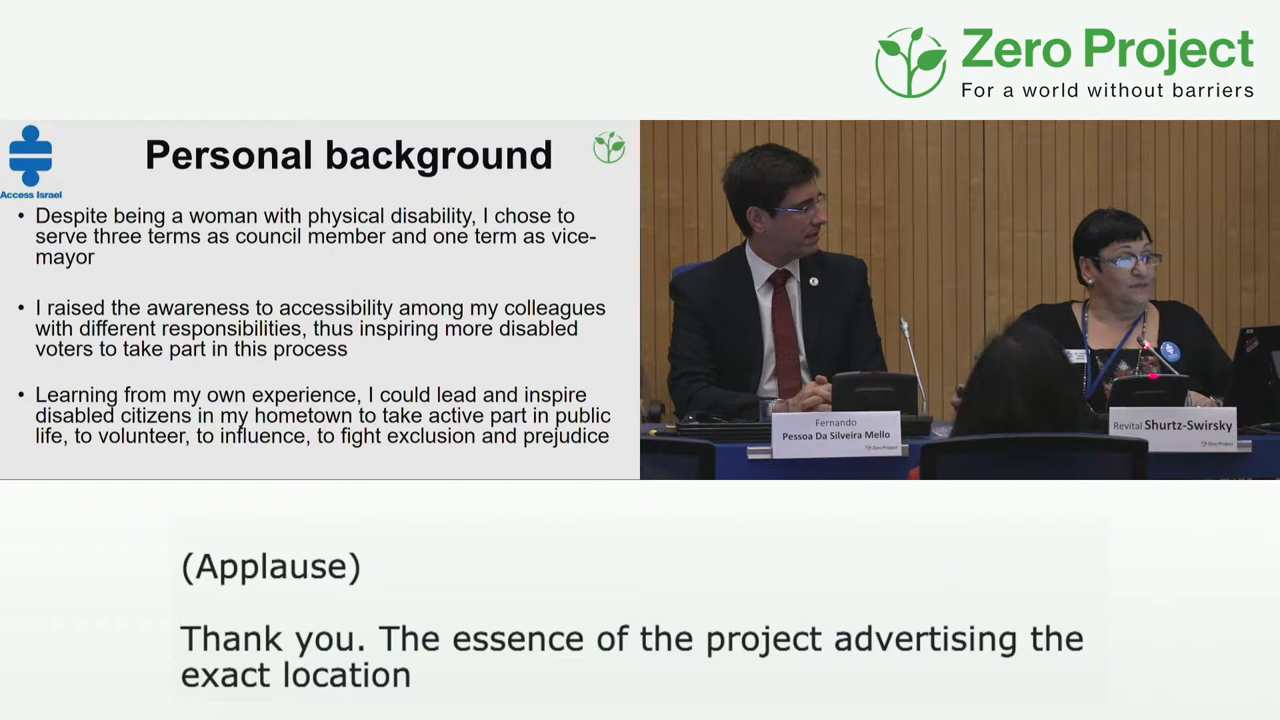 Zero Project
For a world without barriers
Access Israel
Personal background
• Despite being a woman with physical disability, I chose to
serve three terms as council member and one term as vice-
mayor
• I raised the awareness to accessibility among my colleagues
with different responsibilities, thus inspiring more disabled
voters to take part in this process
• Learning from my own experience, I could lead and inspire
disabled citizens in my hometown to take active part in public
life, to volunteer, to influence, to fight exclusion and prejudice
Fernando
Pessoa Da Silveira Mello
Zero Project
Revital Shurtz-Swirsky
Zero Project
(Applause)
Thank you. The essence of the project advertising the
exact location